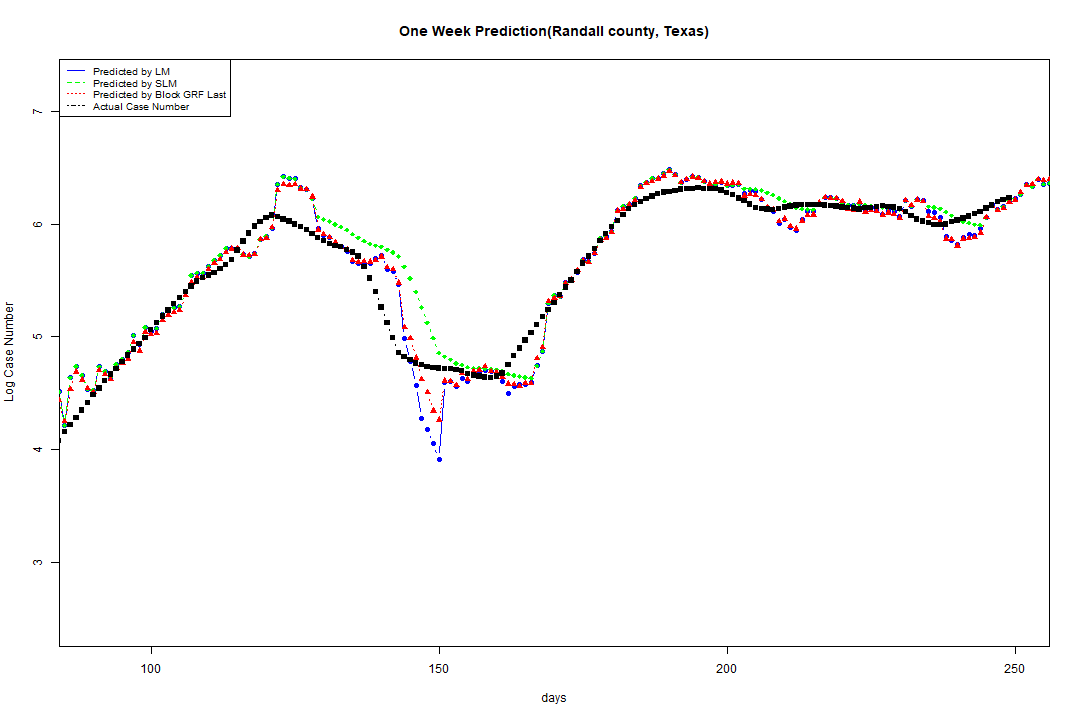 One Week Prediction(Randall county, Texas)
Predicted by LM
Predicted by SLM
Predicted by Block GRF Last
Actual Case Number
7
6
5
4
3
Log Case Number
100 150 200 250
days